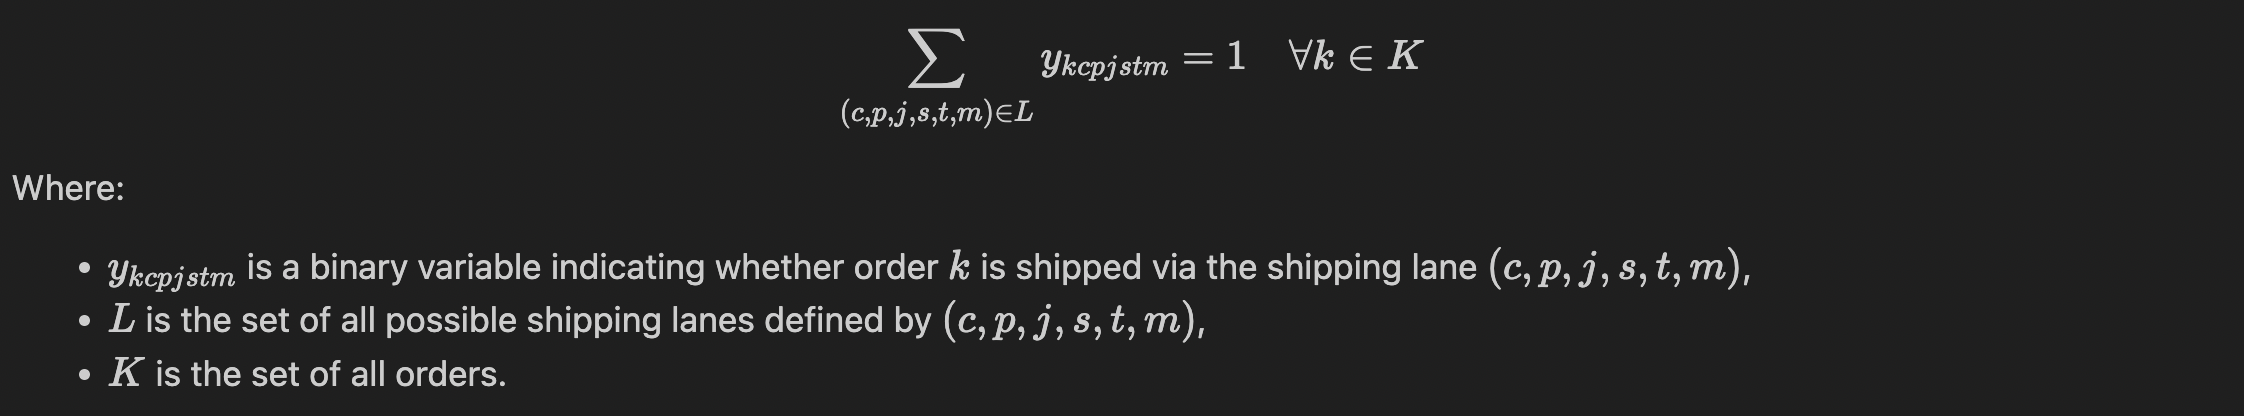 $$\sum_{(c,p,j,s,t,m)\in L} y_{kcpjstm} = 1 \quad \forall k \in K$$
Where:
• $y_{kcpjstm}$ is a binary variable indicating whether order $k$ is shipped via the shipping lane $(c, p, j, s, t, m)$,
• $L$ is the set of all possible shipping lanes defined by $(c, p, j, s, t, m)$,
• $K$ is the set of all orders.